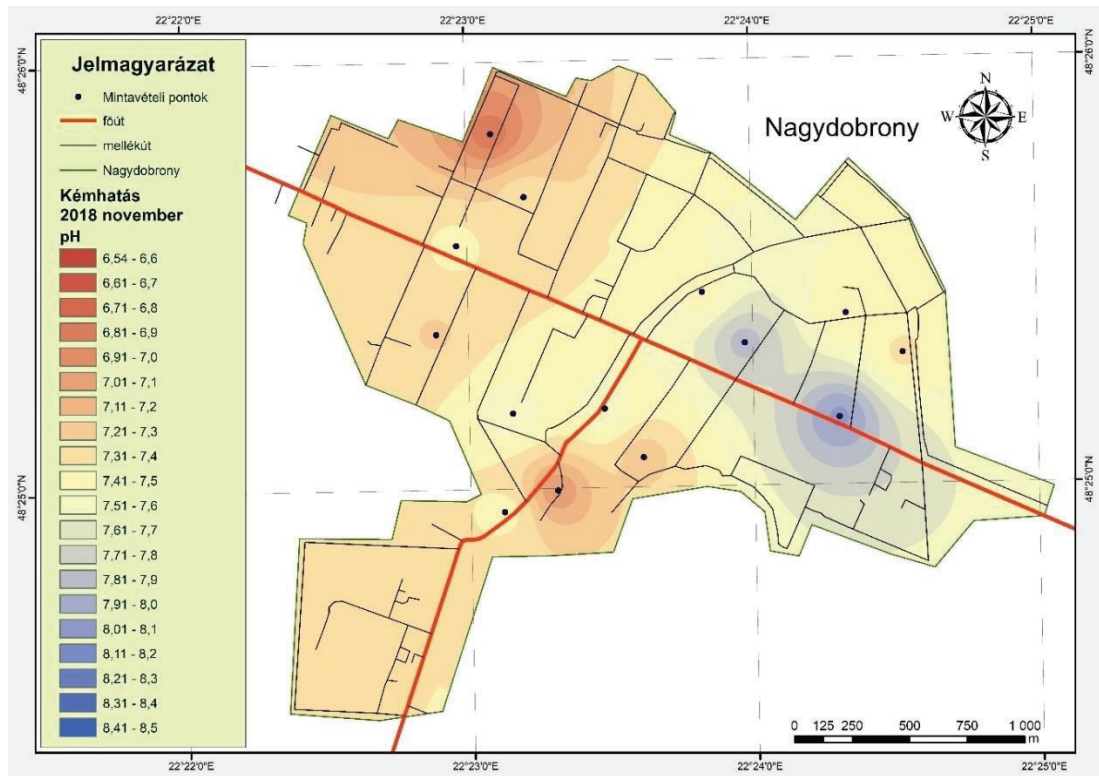 22°22'0"E
22°23'0"E
22°24'0"E
22°25'0"E
48°26'0"N
48°26'0"N
Jelmagyarázat
Mintavételi pontok
főút
mellékút
Nagydobrony
Kémhatás
2018 november
pH
6,54 - 6,6
6,61 - 6,7
6,71 - 6,8
6,81 - 6,9
6,91 - 7,0
7,01 - 7,1
7,11 - 7,2
7,21 - 7,3
7,31 - 7,4
7,41 - 7,5
7,51 - 7,6
7,61 - 7,7
7,71 - 7,8
7,81 - 7,9
7,91 - 8,0
8,01 - 8,1
8,11 - 8,2
8,21 - 8,3
8,31 - 8,4
8,41 - 8,5
Nagydobrony
N
W E
S
48°25'0"N
48°25'0"N
0 125 250 500 750 1 000
m
22°22'0"E
22°23'0"E
22°24'0"E
22°25'0"E